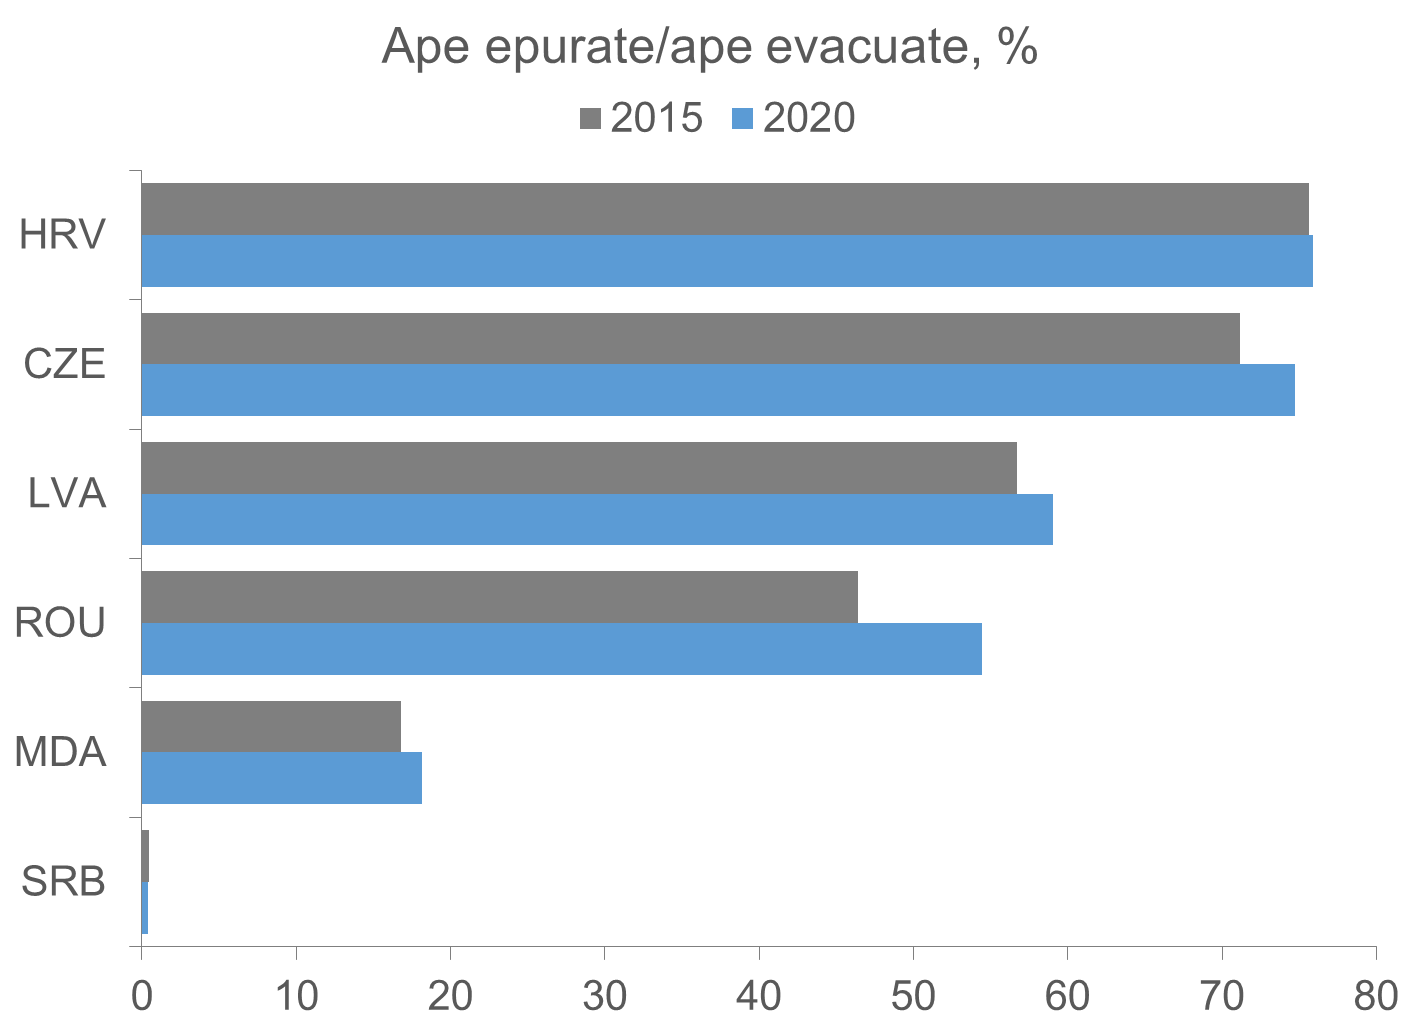 Ape epurate/ape evacuate, %
2015 2020
HRV
CZE
LVA
ROU
MDA
SRB
0 10 20 30 40 50 60 70 80